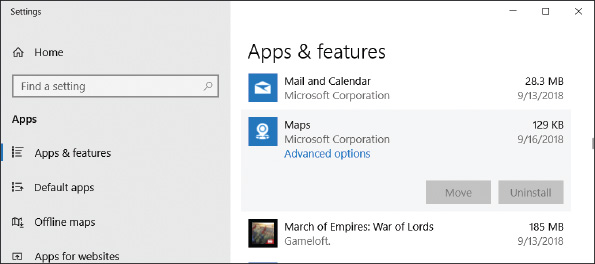 Settings
Home
Find a setting
Apps
Apps & features
Default apps
Offline maps
Apps for websites
Apps & features
Mail and Calendar 28.3 MB
Microsoft Corporation 9/13/2018
Maps 129 KB
Microsoft Corporation 9/16/2018
Advanced options
Move Uninstall
March of Empires: War of Lords 185 MB
Gameloft. 9/13/2018